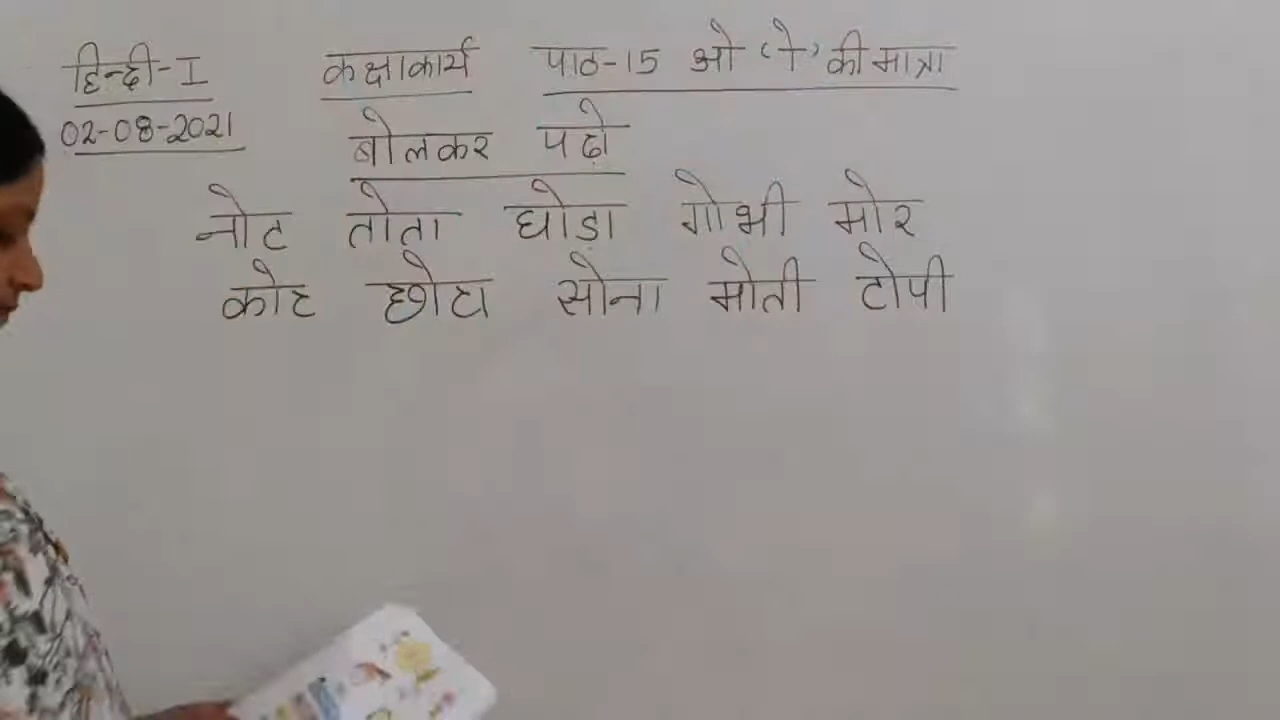 हिन्दी-I कक्षाकार्य पाठ-15 ओ (ो) की मात्रा
02-08-2021 बोलकर पढ़ो
नोट तोता घोड़ा गोभी मोर
कोट छोटा सोना मोती टोपी